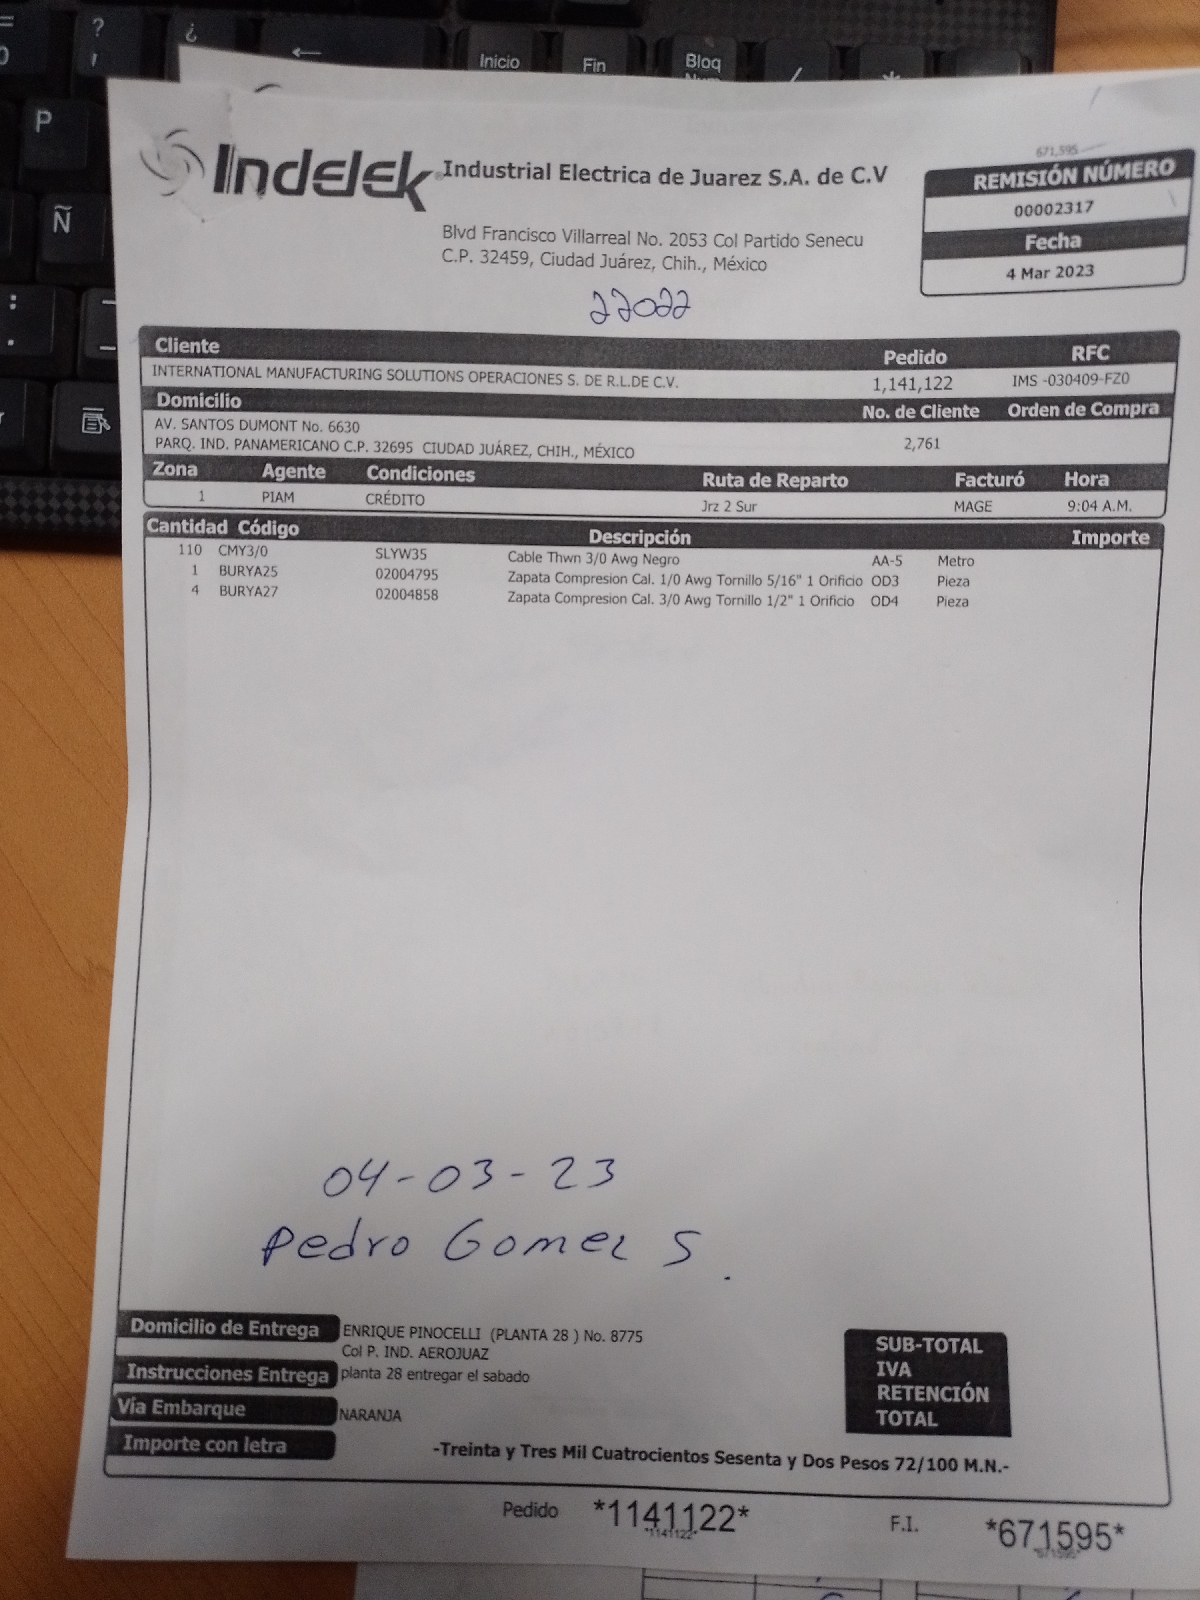 ?
¿
Inicio
Fin
Bloq
P
Ñ
Indelek Industrial Electrica de Juarez S.A. de C.V
Blvd Francisco Villarreal No. 2053 Col Partido Senecu
C.P. 32459, Ciudad Juárez, Chih., México
671,595
REMISIÓN NÚMERO
00002317
Fecha
4 Mar 2023
22022
Cliente Pedido RFC
INTERNATIONAL MANUFACTURING SOLUTIONS OPERACIONES S. DE R.L.DE C.V. 1,141,122 IMS -030409-FZ0
Domicilio No. de Cliente Orden de Compra
AV. SANTOS DUMONT No. 6630
PARQ. IND. PANAMERICANO C.P. 32695 CIUDAD JUÁREZ, CHIH., MÉXICO 2,761
Zona Agente Condiciones Ruta de Reparto Facturó Hora
1 PIAM CRÉDITO Jrz 2 Sur MAGE 9:04 A.M.
Cantidad Código Descripción Importe
110 CMY3/0 SLYW35 Cable Thwn 3/0 Awg Negro AA-5 Metro
1 BURYA25 02004795 Zapata Compresion Cal. 1/0 Awg Tornillo 5/16" 1 Orificio OD3 Pieza
4 BURYA27 02004858 Zapata Compresion Cal. 3/0 Awg Tornillo 1/2" 1 Orificio OD4 Pieza
04-03-23
Pedro Gomez S.
Domicilio de Entrega ENRIQUE PINOCELLI (PLANTA 28 ) No. 8775
Col P. IND. AEROJUAZ
Instrucciones Entrega planta 28 entregar el sabado
Vía Embarque NARANJA
Importe con letra -Treinta y Tres Mil Cuatrocientos Sesenta y Dos Pesos 72/100 M.N.-
SUB-TOTAL
IVA
RETENCIÓN
TOTAL
Pedido *1141122* F.I. *671595*
*1141122* *671595*